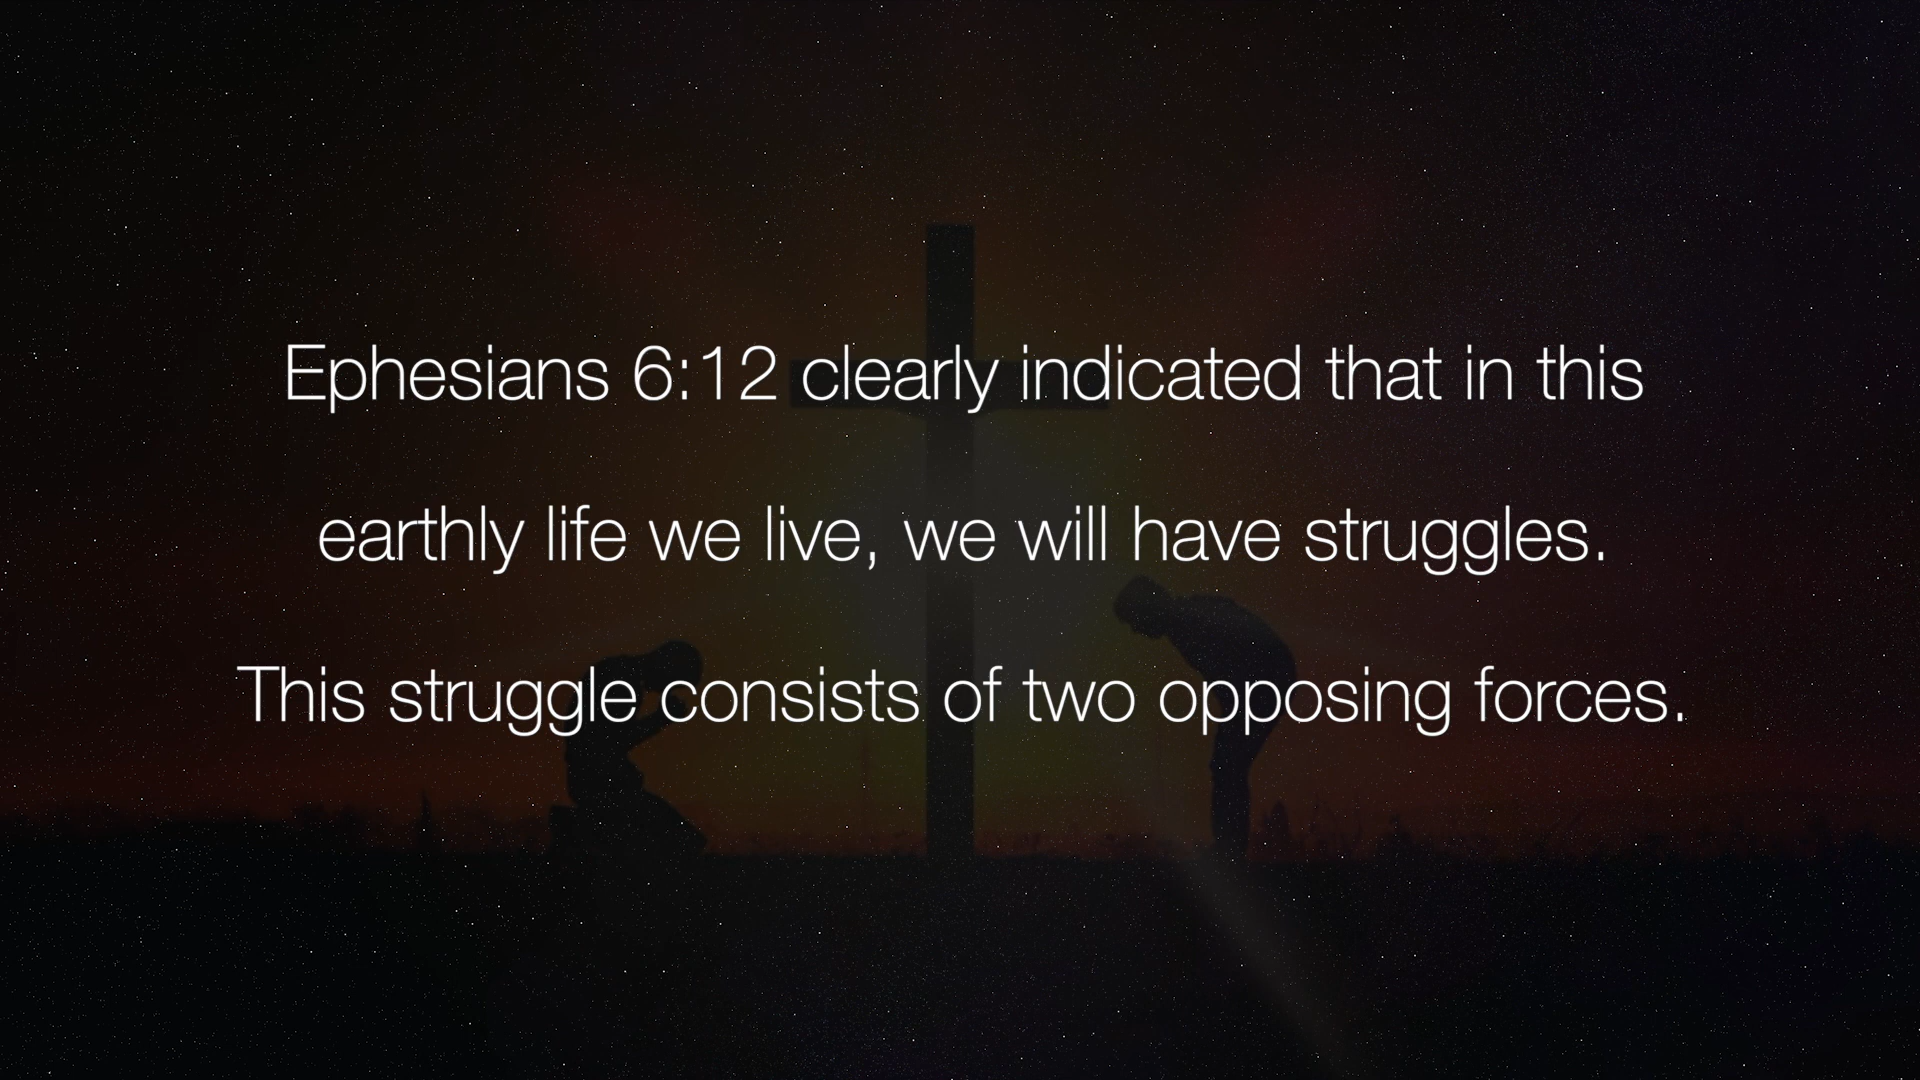 Ephesians 6:12 clearly indicated that in this
earthly life we live, we will have struggles.
This struggle consists of two opposing forces.